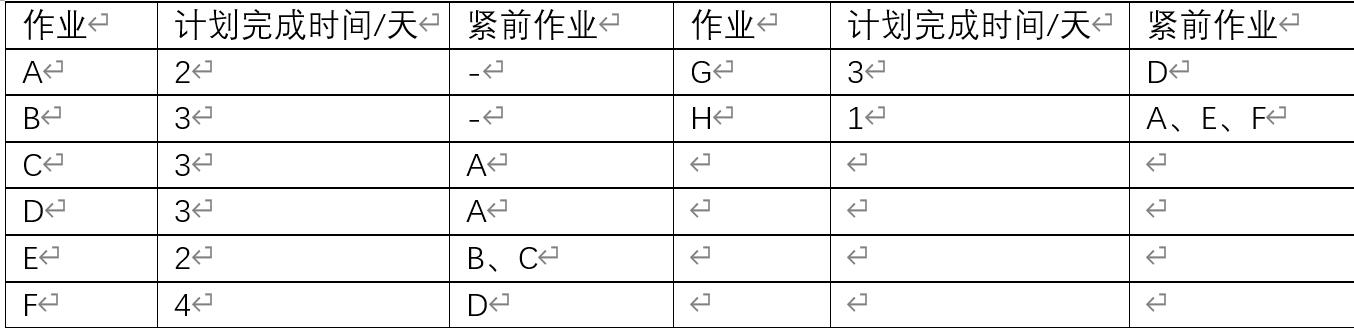 作业 计划完成时间/天 紧前作业 作业 计划完成时间/天 紧前作业
A 2 - G 3 D
B 3 - H 1 A、E、F
C 3 A
D 3 A
E 2 B、C
F 4 D